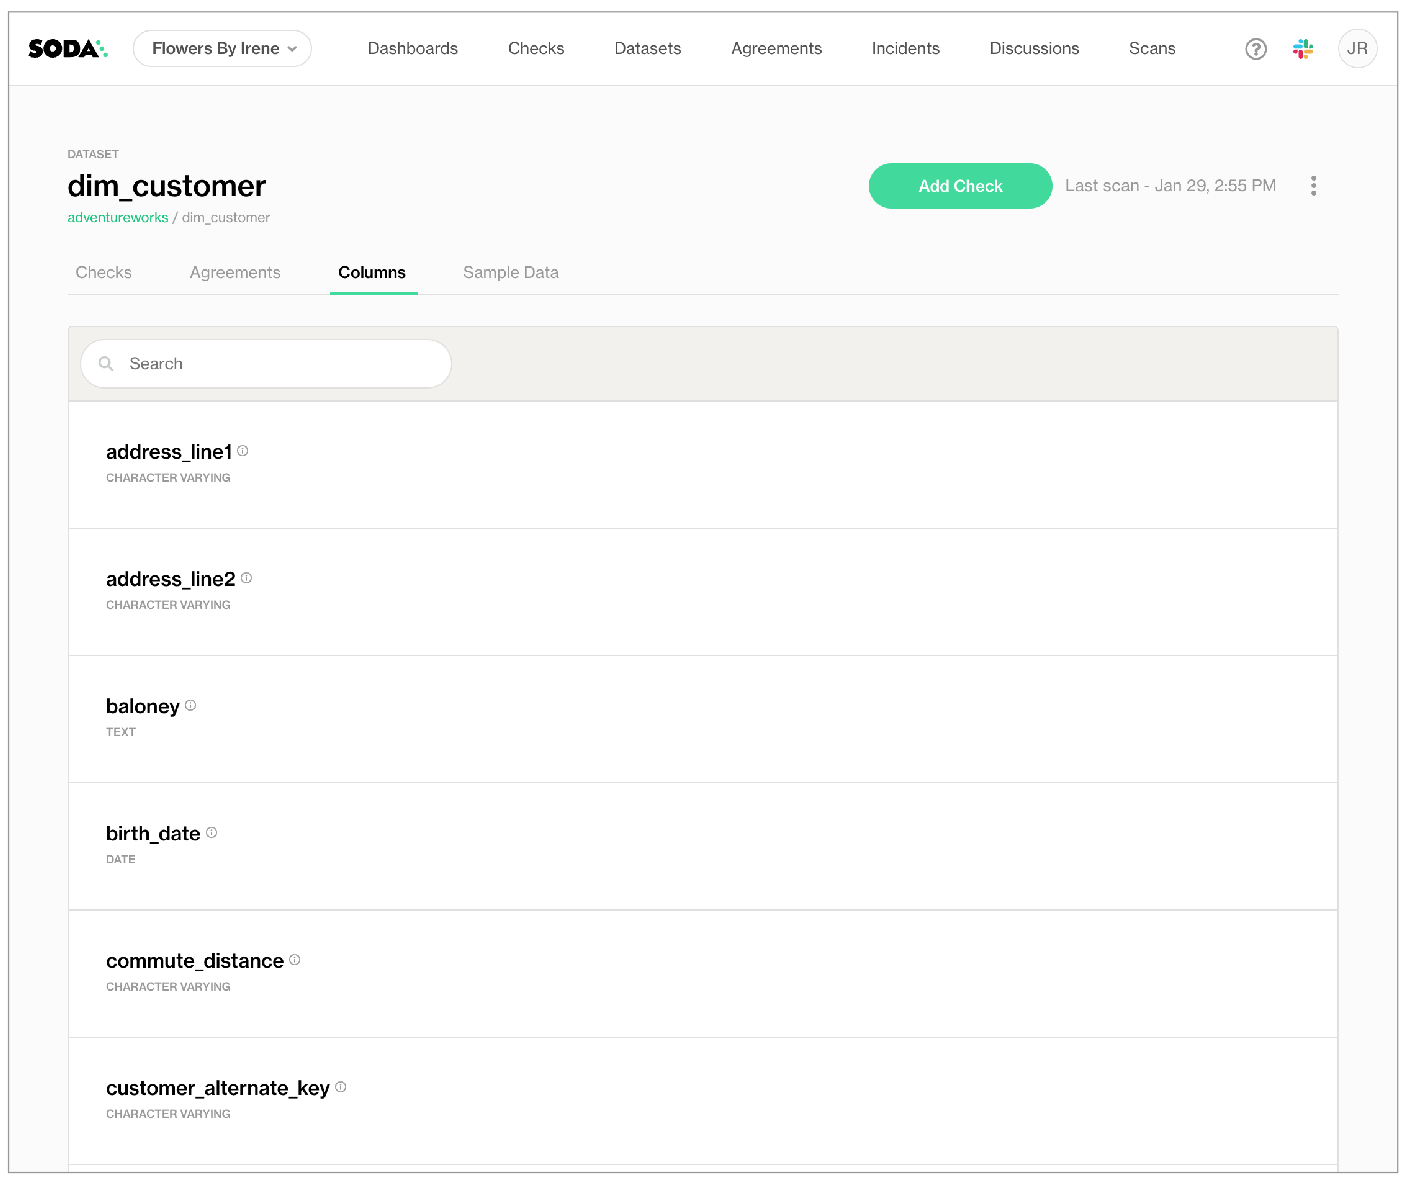 SODA Flowers By Irene Dashboards Checks Datasets Agreements Incidents Discussions Scans ? JR
DATASET
dim_customer
Add Check Last scan - Jan 29, 2:55 PM
adventureworks / dim_customer
Checks Agreements Columns Sample Data
Search
address_line1
CHARACTER VARYING
address_line2
CHARACTER VARYING
baloney
TEXT
birth_date
DATE
commute_distance
CHARACTER VARYING
customer_alternate_key
CHARACTER VARYING